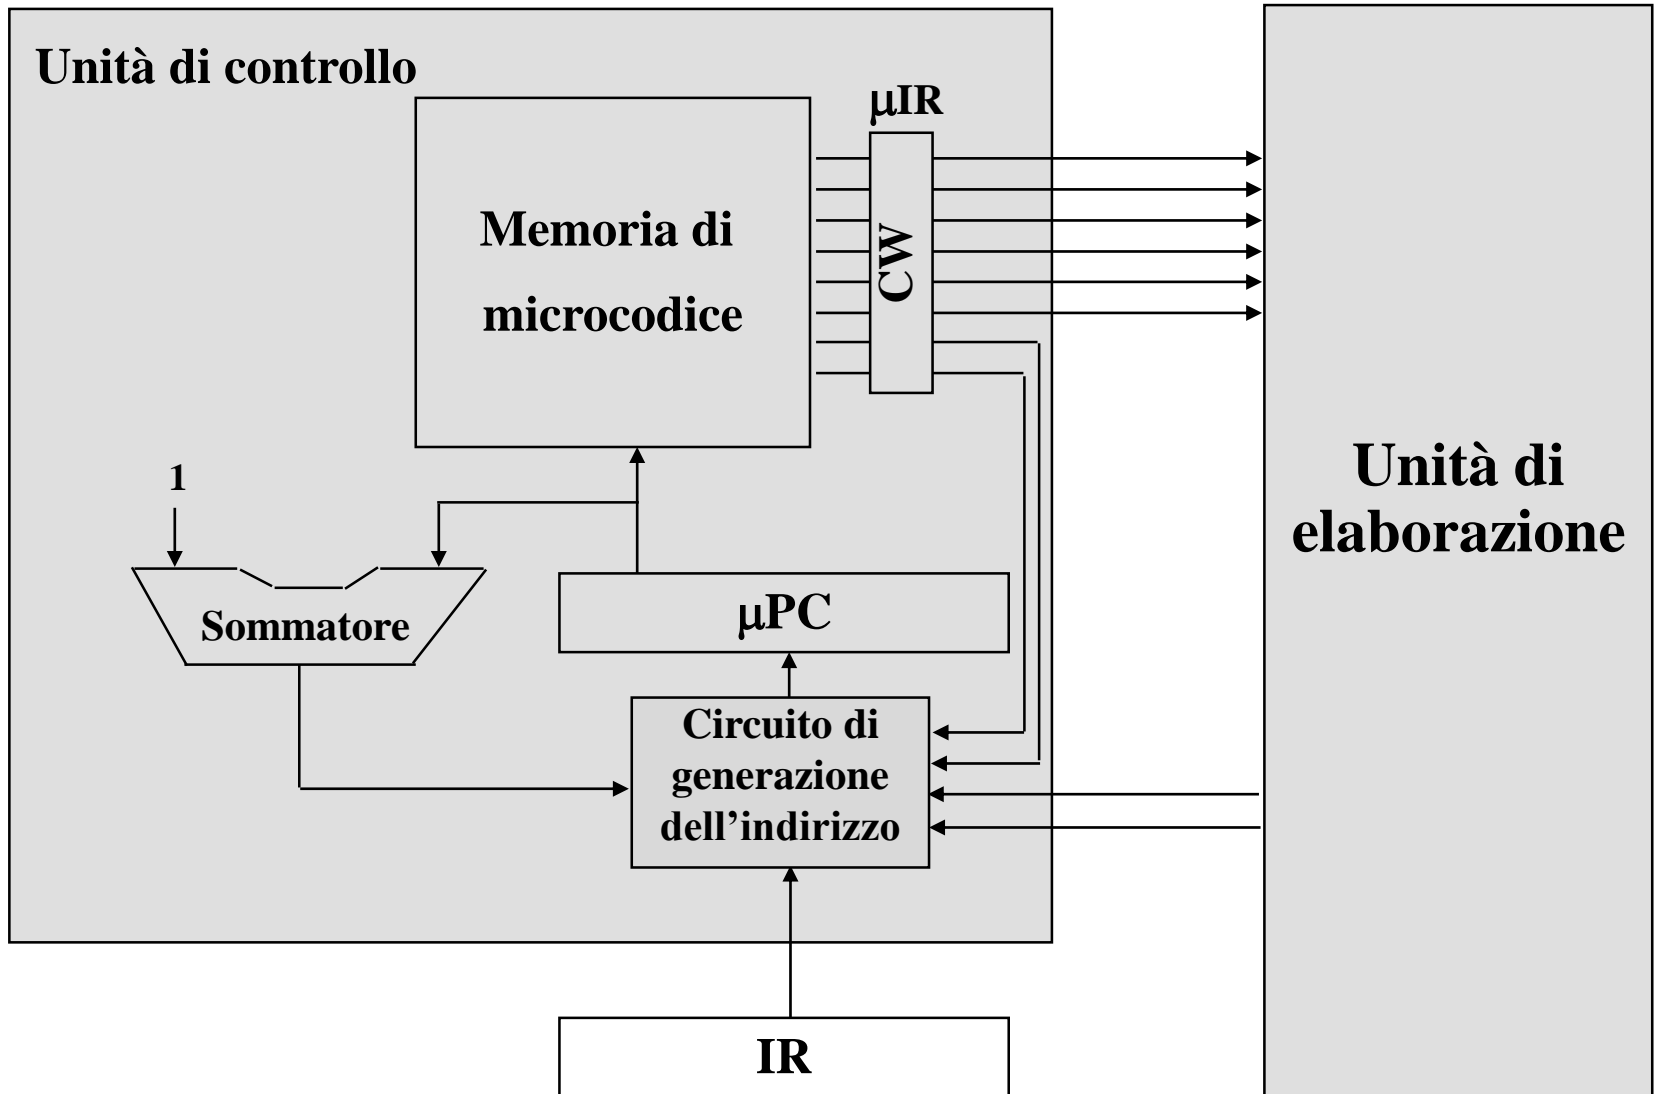 Unità di controllo
μIR
Memoria di
microcodice
CW
1
Sommatore
μPC
Circuito di
generazione
dell’indirizzo
IR
Unità di
elaborazione